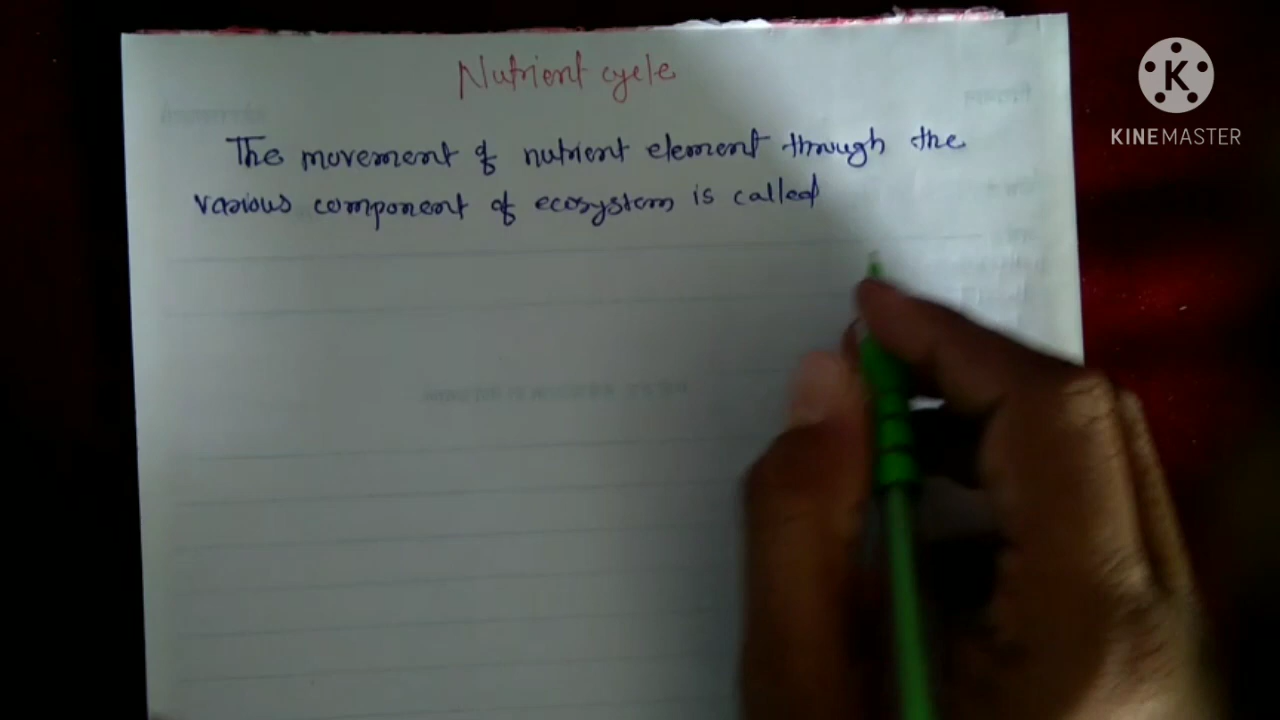 Nutrient cycle
The movement of nutrient element through the
various component of ecosystem is called
K
KINEMASTER